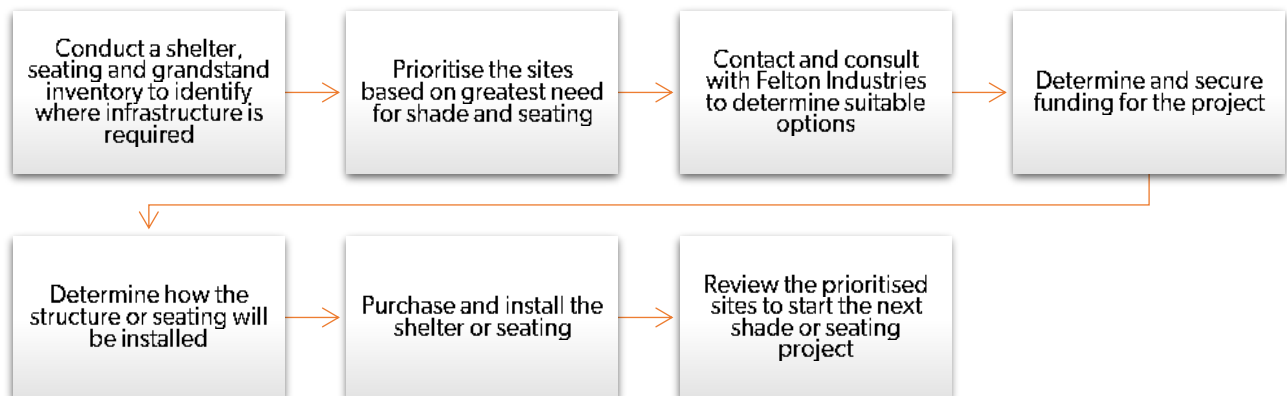 Conduct a shelter,
seating and grandstand
inventory to identify
where infrastructure is
required
Prioritise the sites
based on greatest need
for shade and seating
Contact and consult
with Felton Industries
to determine suitable
options
Determine and secure
funding for the project
Determine how the
structure or seating will
be installed
Purchase and install the
shelter or seating
Review the prioritised
sites to start the next
shade or seating
project